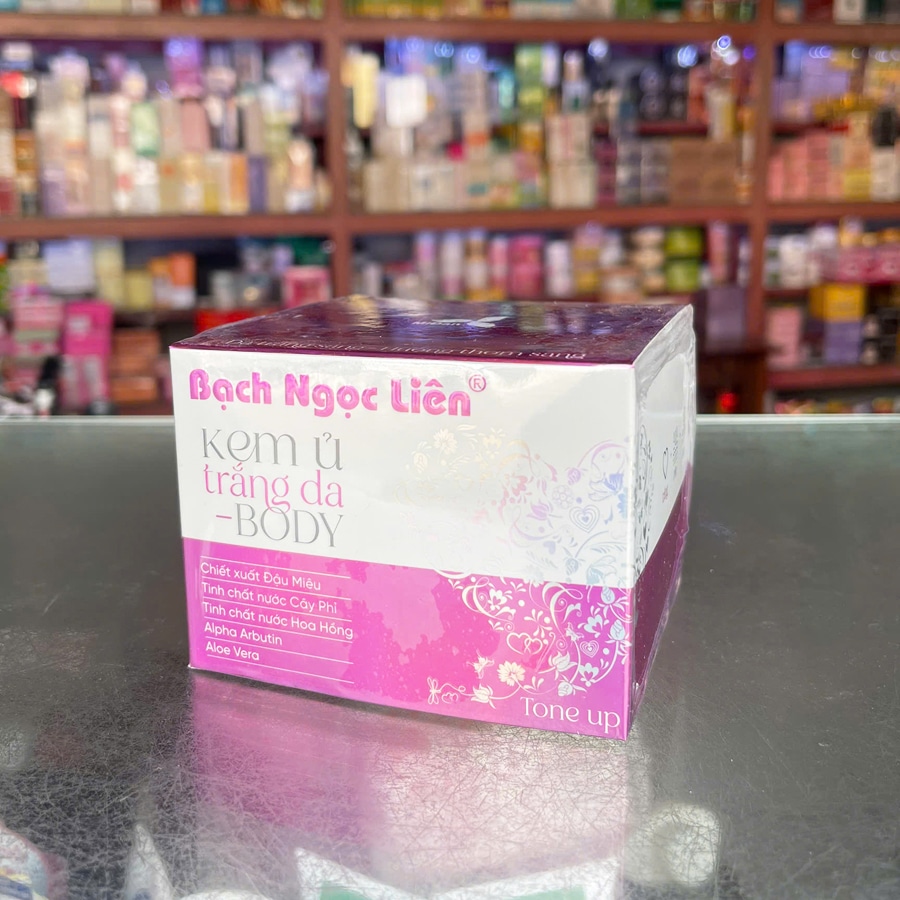 Bạch Ngọc Liên®
Kem ủ
trắng da
-BODY
Chiết xuất Đậu Miêu
Tinh chất nước Cây Phỉ
Tinh chất nước Hoa Hồng
Alpha Arbutin
Aloe Vera
Tone up